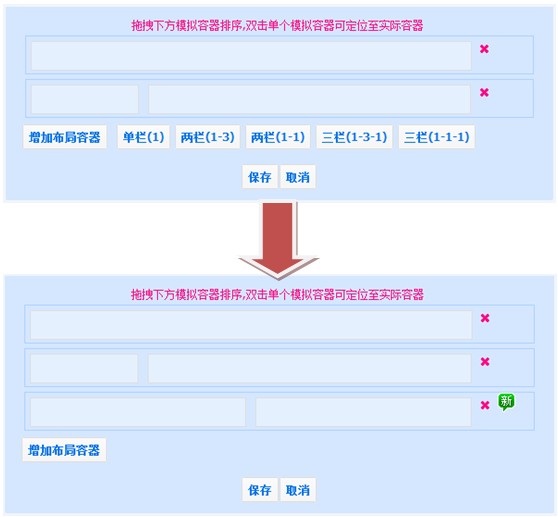 拖拽下方模拟容器排序,双击单个模拟容器可定位至实际容器
增加布局容器 单栏(1) 两栏(1-3) 两栏(1-1) 三栏(1-3-1) 三栏(1-1-1)
保存 取消
拖拽下方模拟容器排序,双击单个模拟容器可定位至实际容器
新
增加布局容器
保存 取消